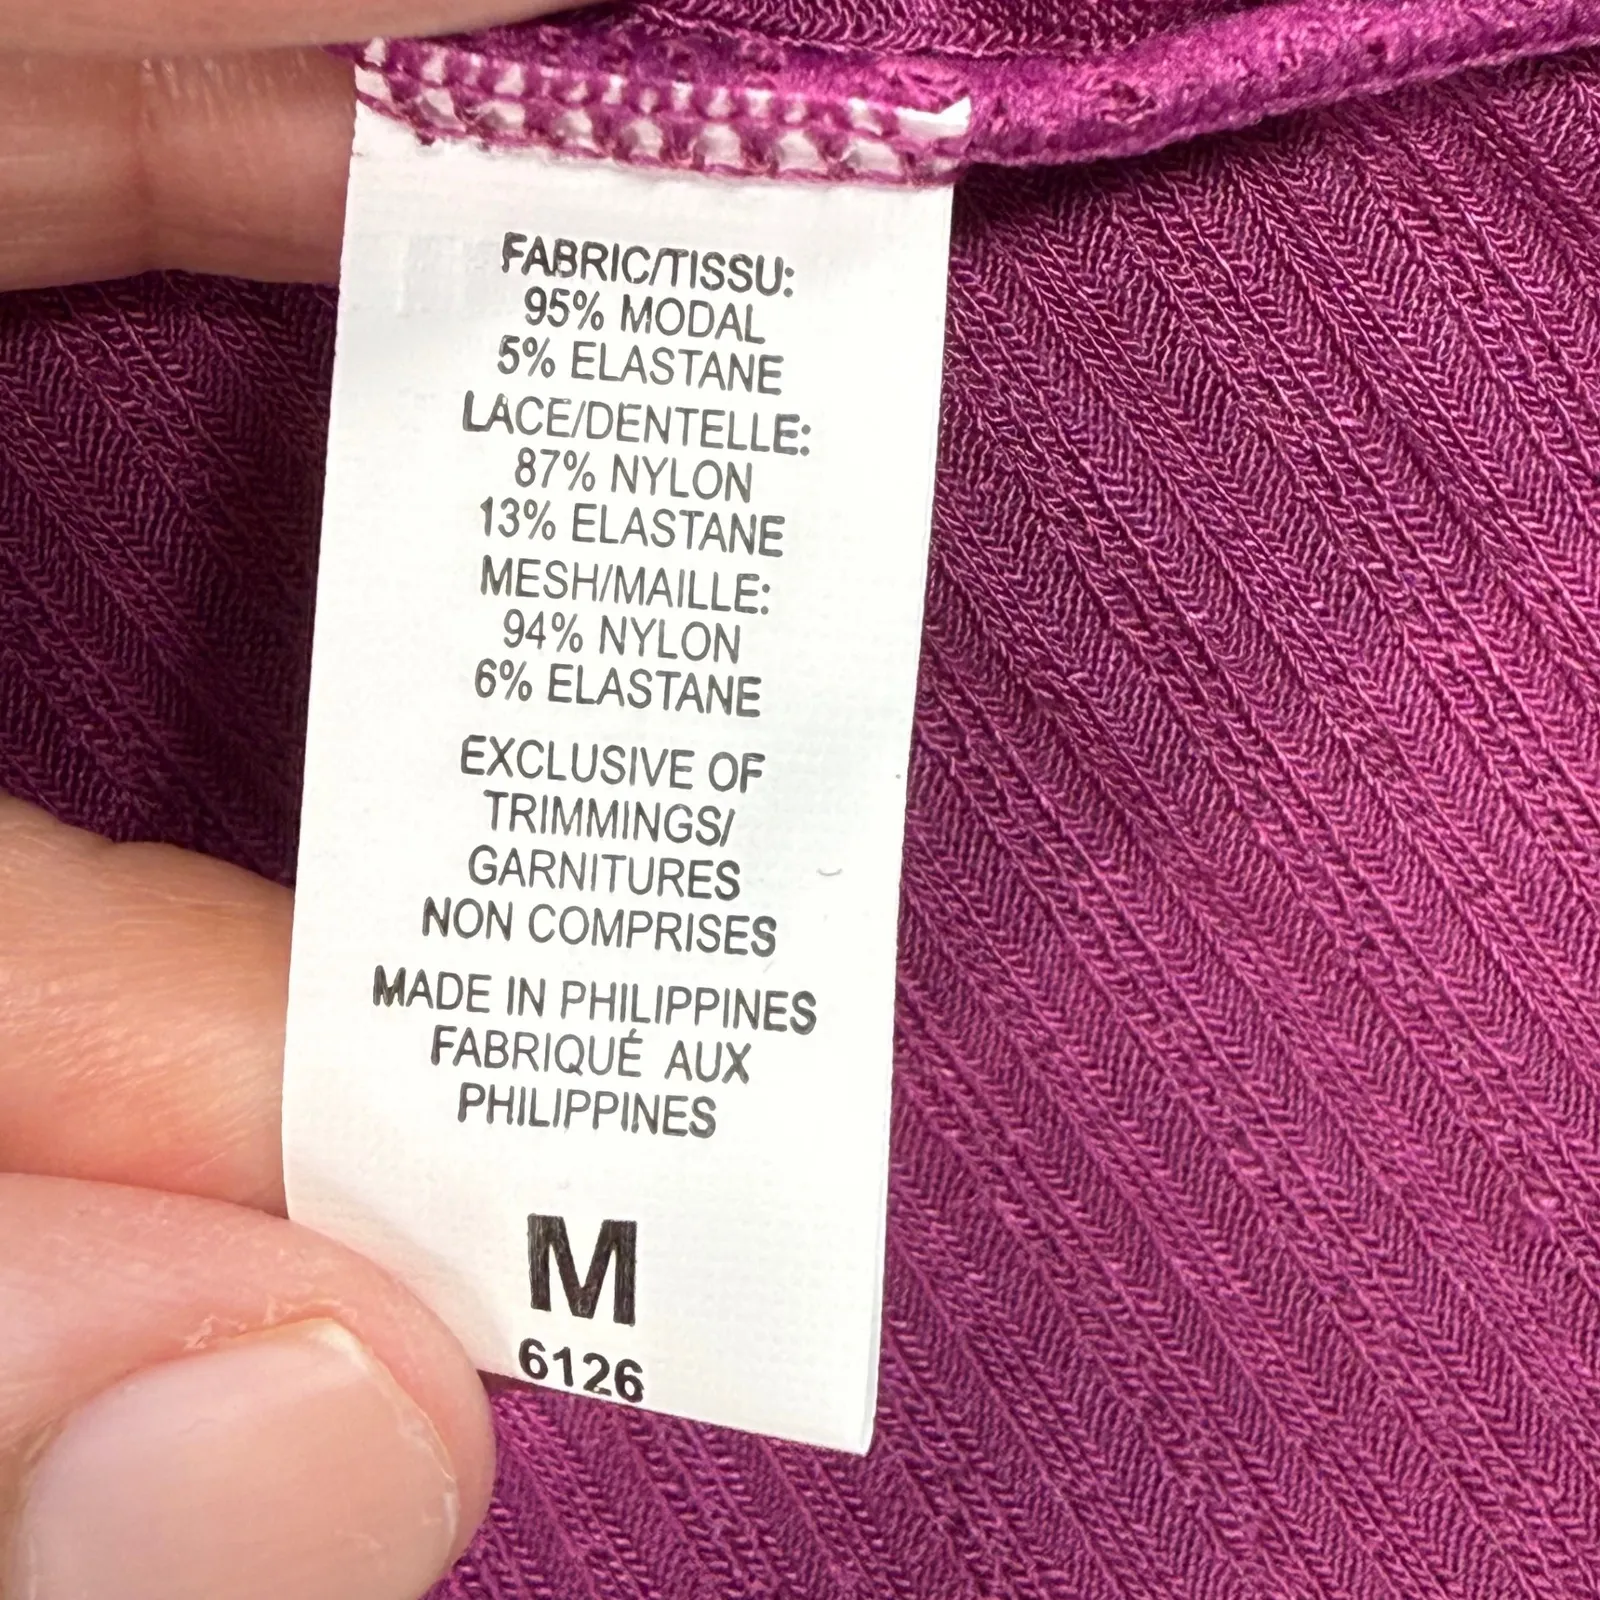 FABRIC/TISSU:
95% MODAL
5% ELASTANE
LACE/DENTELLE:
87% NYLON
13% ELASTANE
MESH/MAILLE:
94% NYLON
6% ELASTANE
EXCLUSIVE OF
TRIMMINGS/
GARNITURES
NON COMPRISES
MADE IN PHILIPPINES
FABRIQUÉ AUX
PHILIPPINES
M
6126